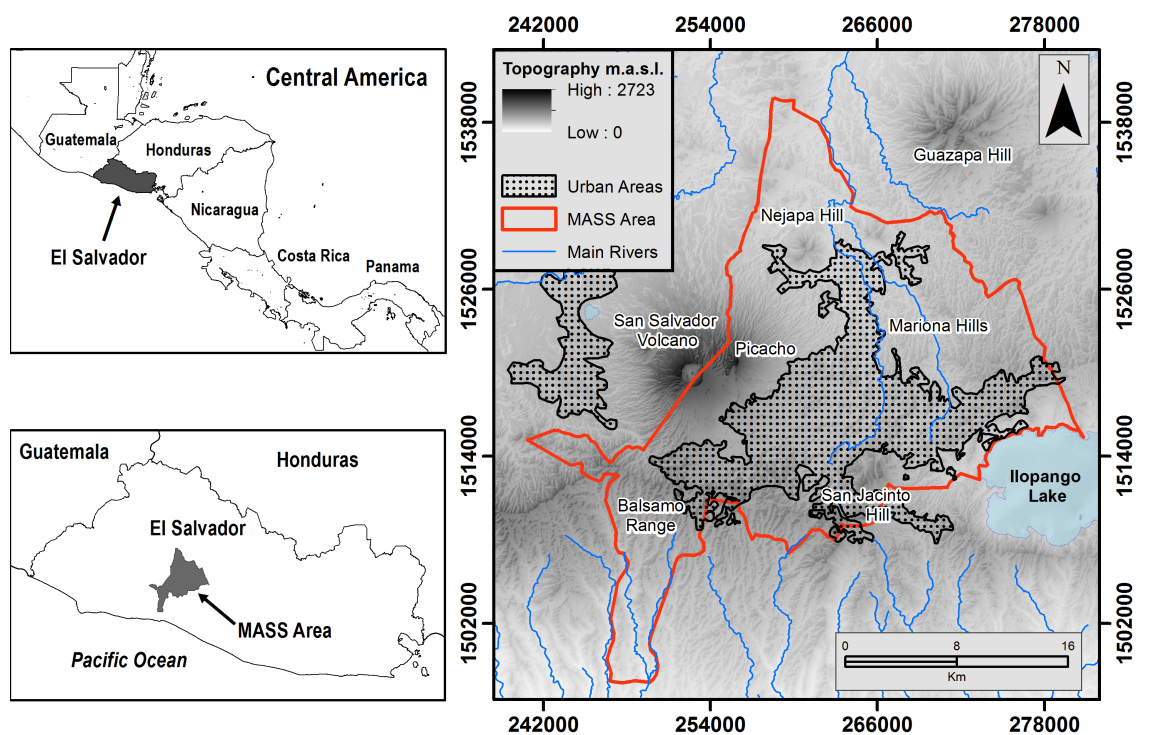 Central America
Guatemala
Honduras
Nicaragua
El Salvador
Costa Rica
Panama
Guatemala
Honduras
El Salvador
MASS Area
Pacific Ocean
242000
254000
266000
278000
Topography m.a.s.l.
High : 2723
Low : 0
Urban Areas
MASS Area
Main Rivers
N
1538000
1538000
Guazapa Hill
Nejapa Hill
1526000
1526000
San Salvador
Volcano
Picacho
Mariona Hills
1514000
1514000
Balsamo
Range
San Jacinto
Hill
Ilopango
Lake
1502000
1502000
0
8
16
Km
242000
254000
266000
278000